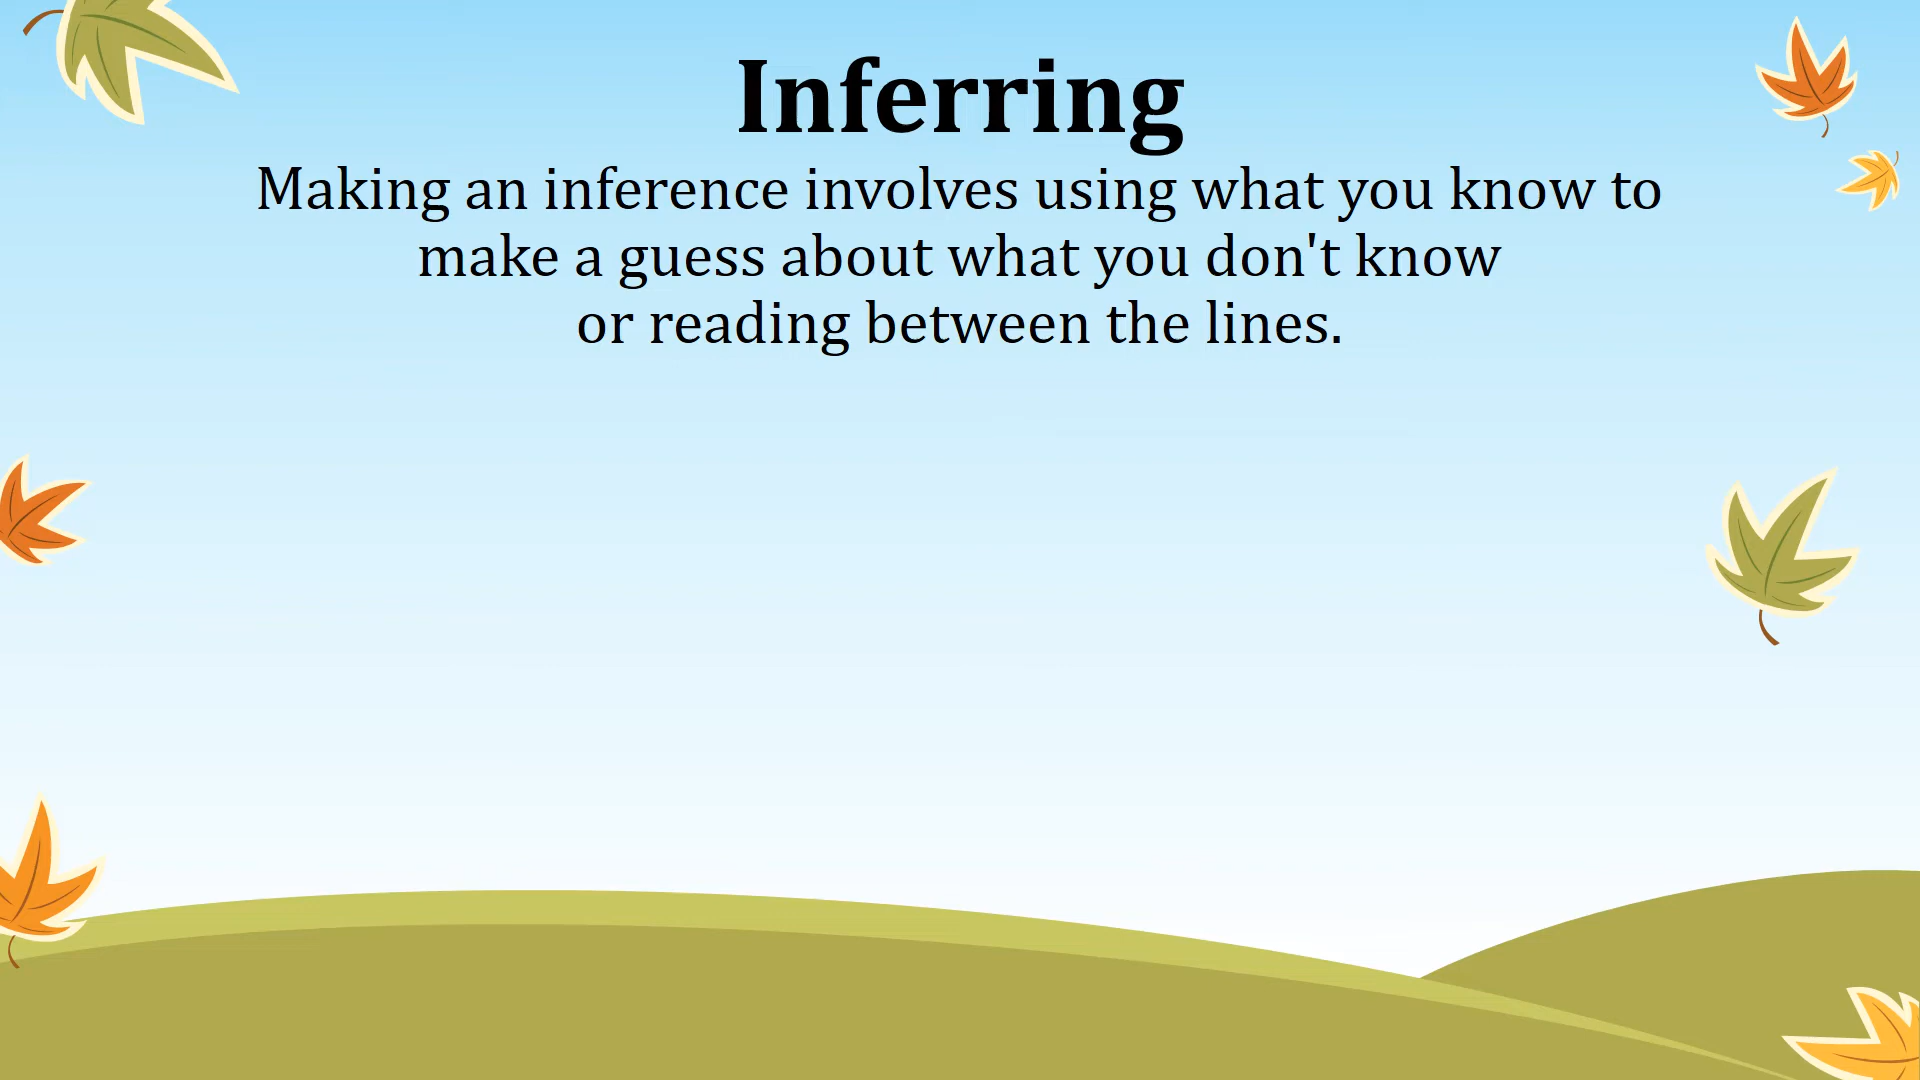 Inferring
Making an inference involves using what you know to
make a guess about what you don't know
or reading between the lines.